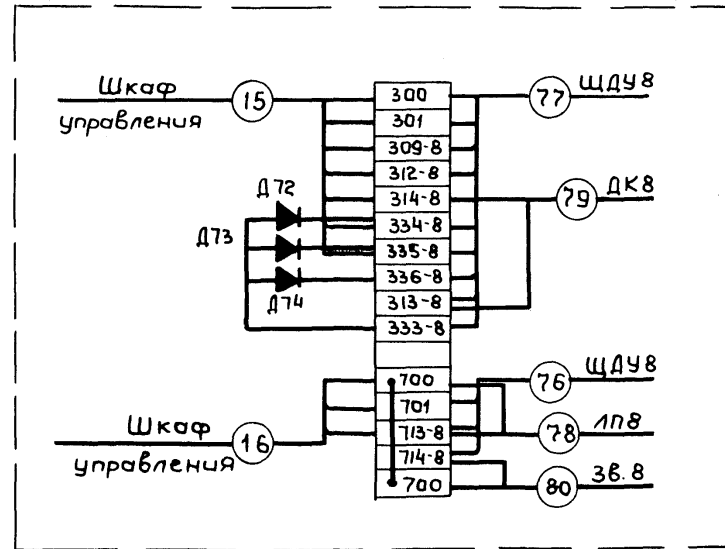 Шкаф
управления
15
300
301
309-8
312-8
314-8
334-8
335-8
336-8
313-8
333-8
77
ЩДУ8
79
ДК8
Д72
Д73
Д74
Шкаф
управления
16
700
701
713-8
714-8
700
76
ЩДУ8
78
ЛП8
80
Зв.8